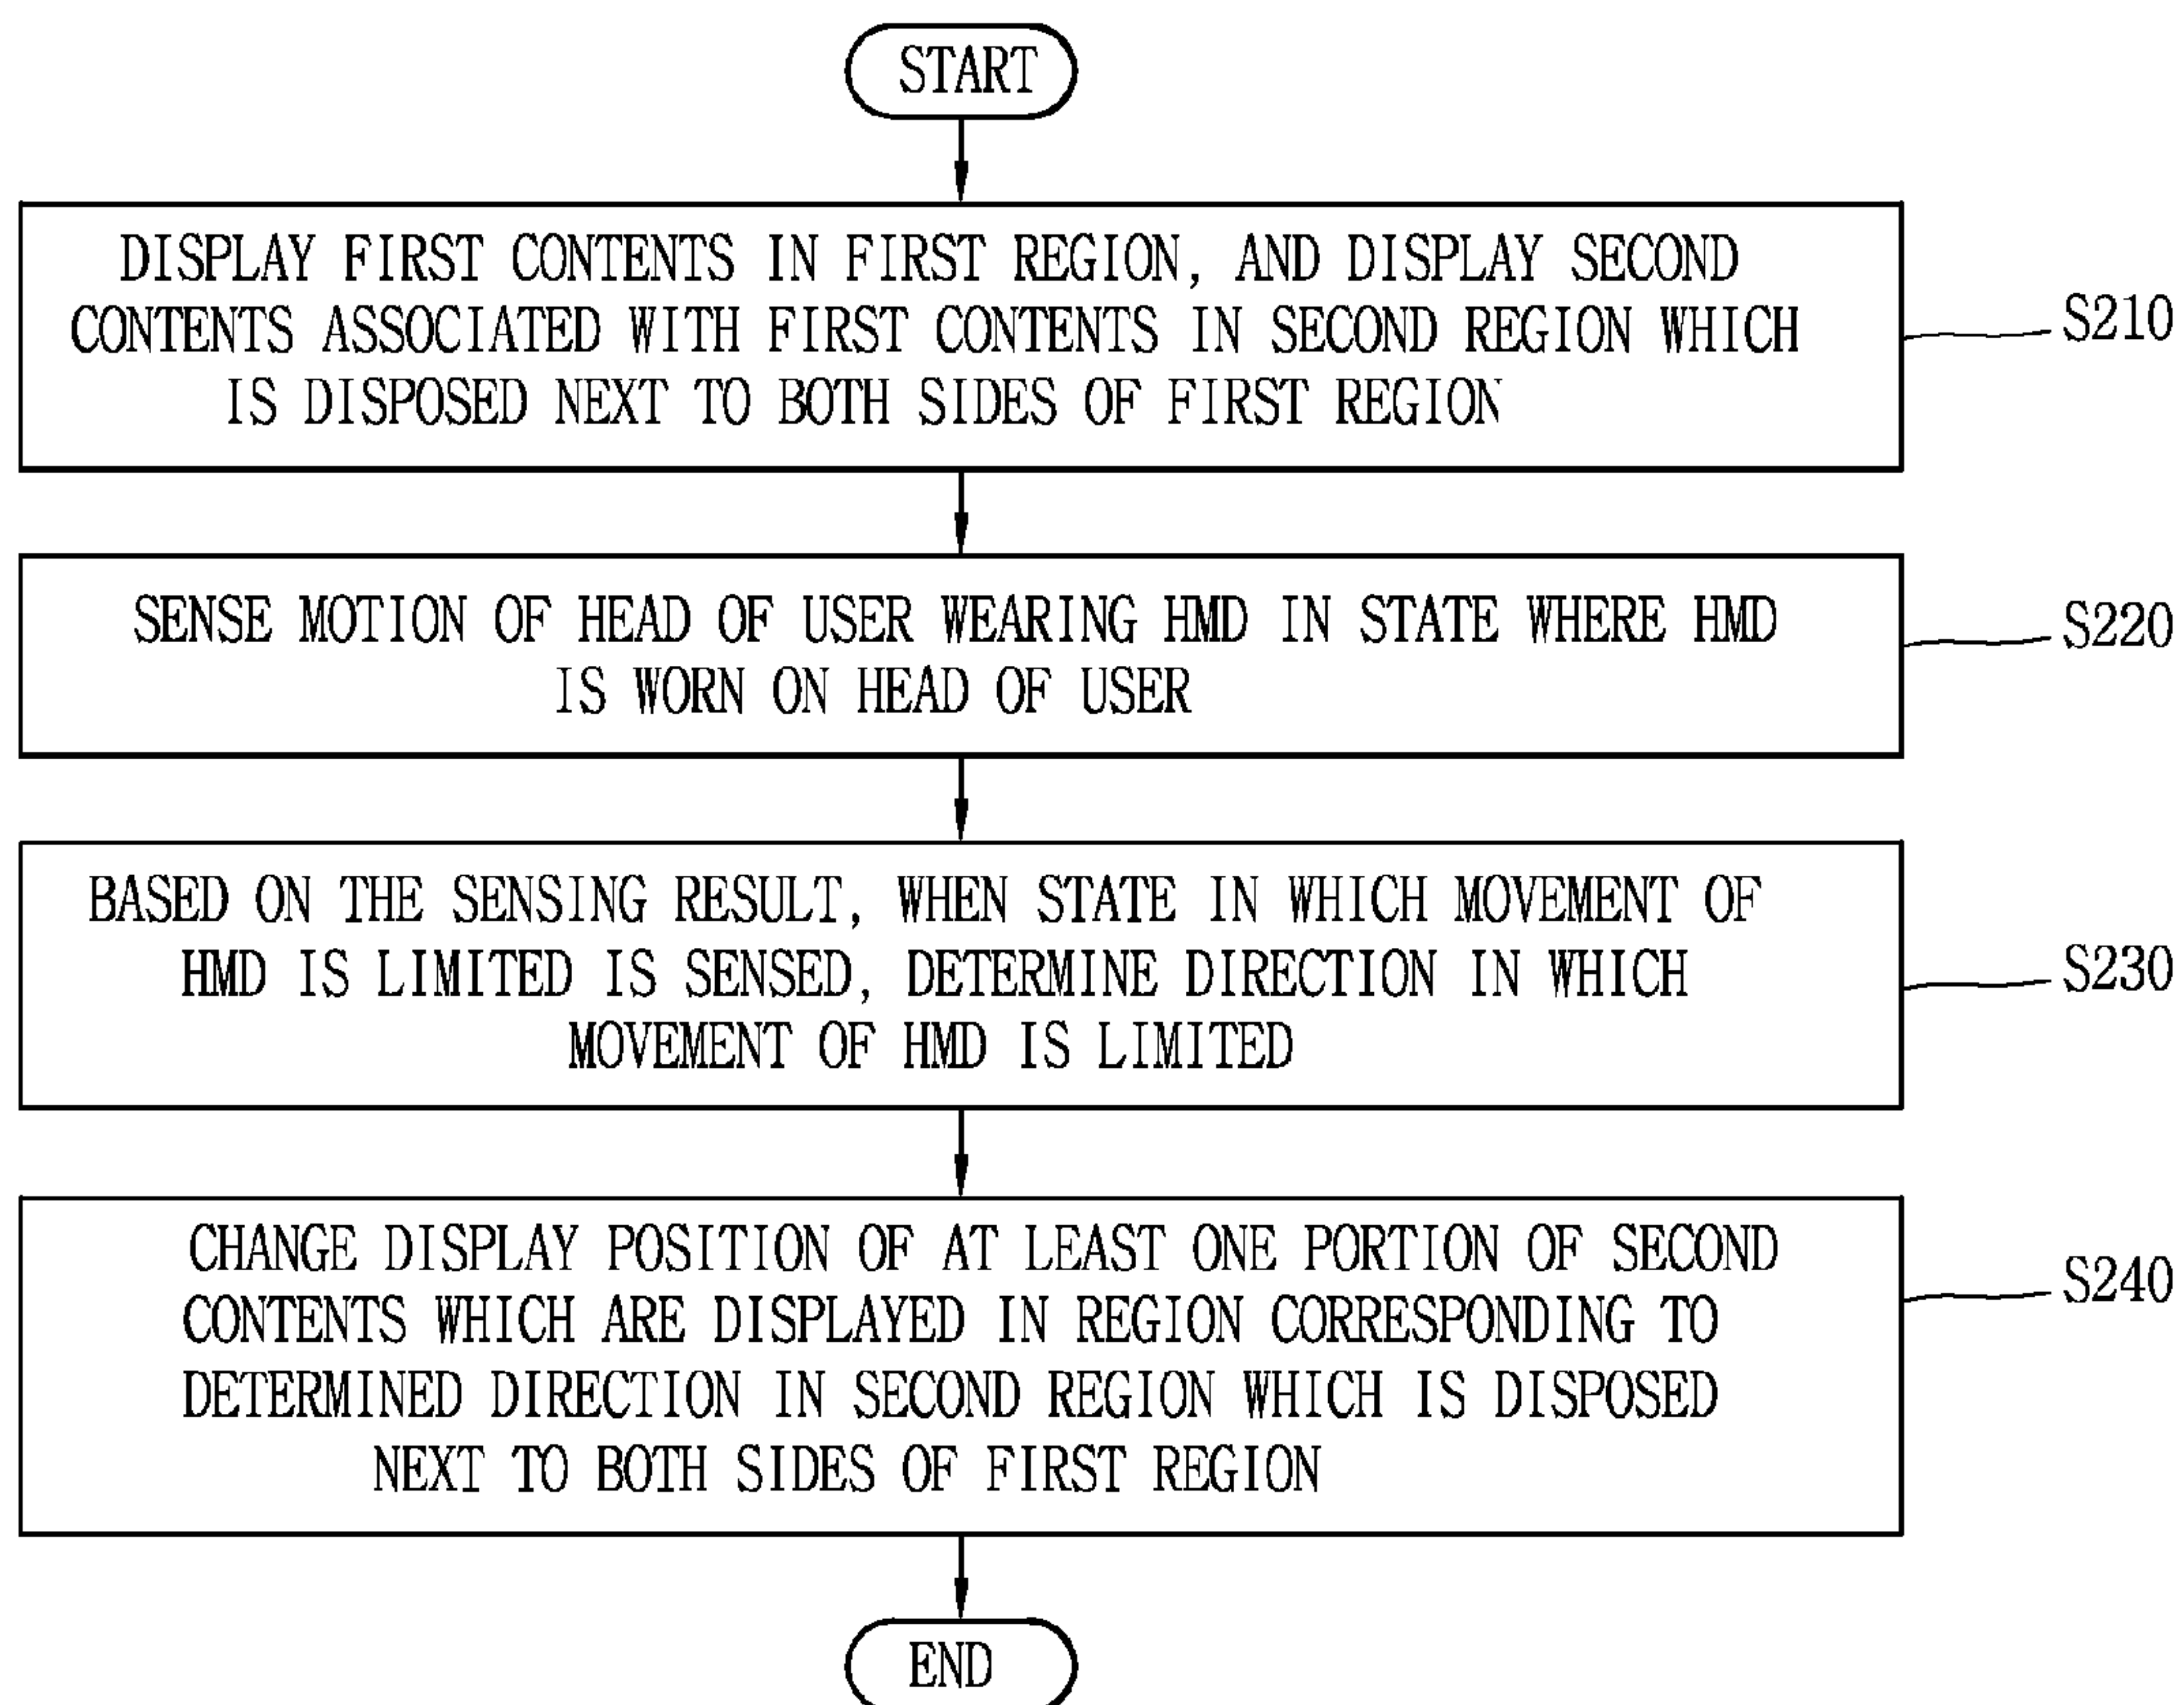 START
DISPLAY FIRST CONTENTS IN FIRST REGION, AND DISPLAY SECOND
CONTENTS ASSOCIATED WITH FIRST CONTENTS IN SECOND REGION WHICH
IS DISPOSED NEXT TO BOTH SIDES OF FIRST REGION
S210
SENSE MOTION OF HEAD OF USER WEARING HMD IN STATE WHERE HMD
IS WORN ON HEAD OF USER
S220
BASED ON THE SENSING RESULT, WHEN STATE IN WHICH MOVEMENT OF
HMD IS LIMITED IS SENSED, DETERMINE DIRECTION IN WHICH
MOVEMENT OF HMD IS LIMITED
S230
CHANGE DISPLAY POSITION OF AT LEAST ONE PORTION OF SECOND
CONTENTS WHICH ARE DISPLAYED IN REGION CORRESPONDING TO
DETERMINED DIRECTION IN SECOND REGION WHICH IS DISPOSED
NEXT TO BOTH SIDES OF FIRST REGION
S240
END